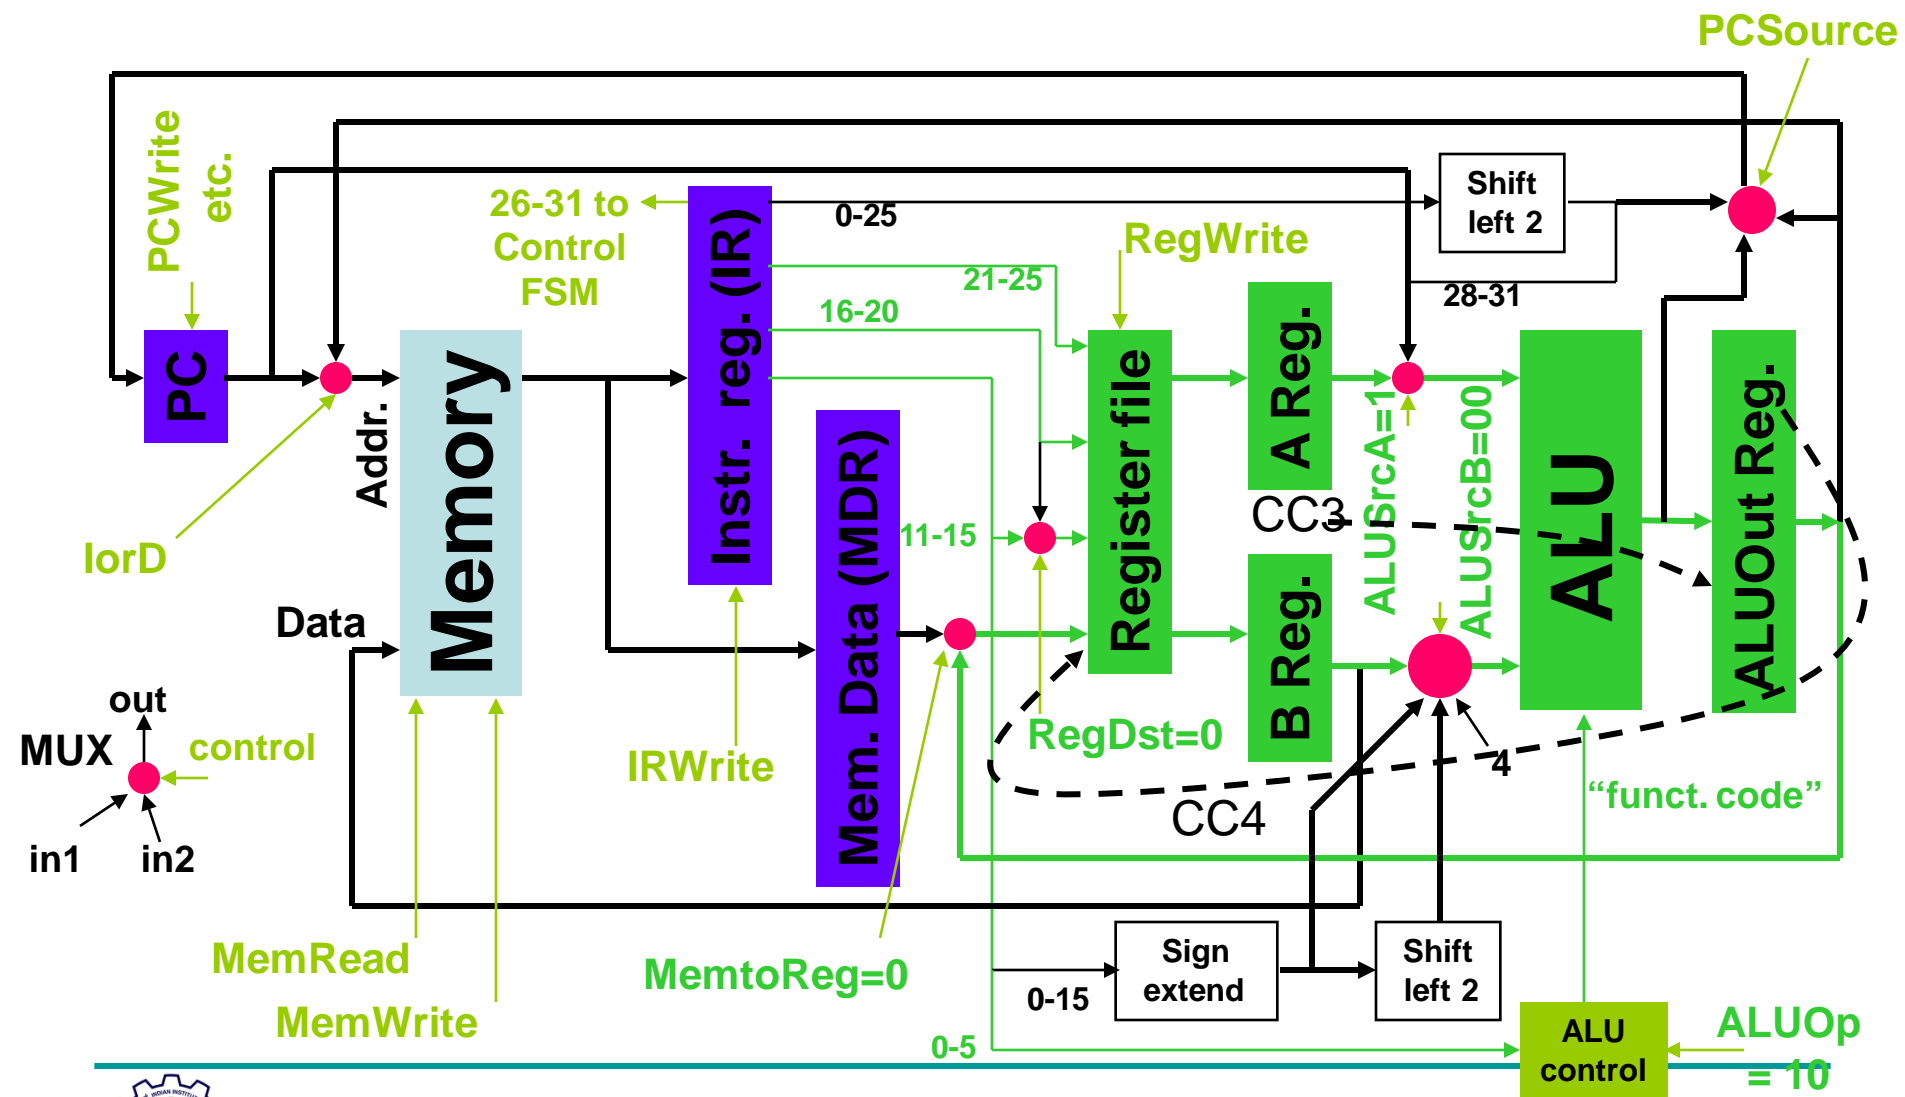 PCSource
PCWrite
etc.
26-31 to
Control
FSM
0-25
Shift
left 2
RegWrite
21-25
28-31
16-20
PC
Addr.
Memory
Instr. reg. (IR)
Mem. Data (MDR)
Register file
A Reg.
B Reg.
ALUSrcA=1
ALUSrcB=00
ALU
ALUOut Reg.
CC3
11-15
IorD
Data
out
MUX
control
in1
in2
IRWrite
RegDst=0
4
CC4
“funct. code”
MemRead
MemWrite
MemtoReg=0
Sign
extend
Shift
left 2
0-15
0-5
ALU
control
ALUOp
= 10
INDIAN INSTITU